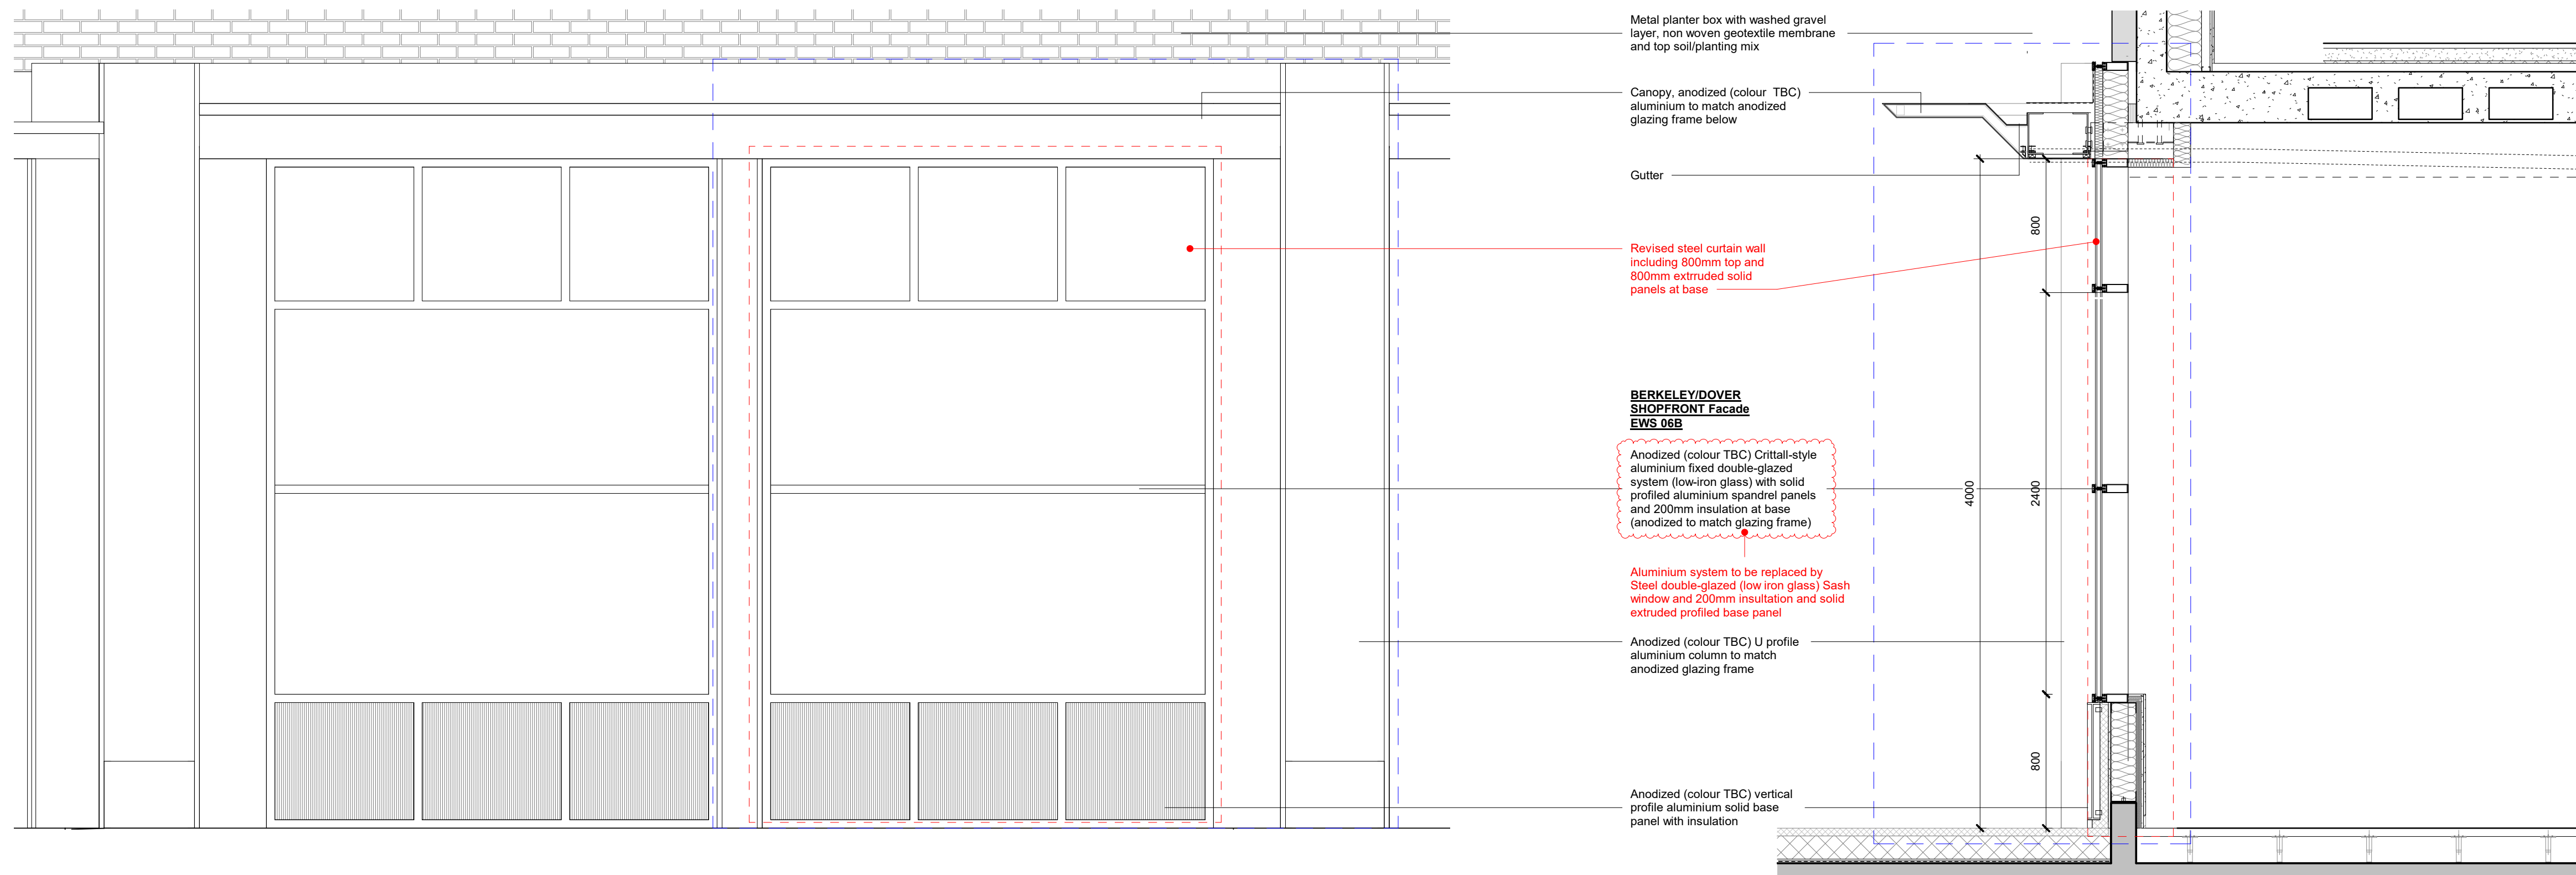 Metal planter box with washed gravel
layer, non woven geotextile membrane
and top soil/planting mix
Canopy, anodized (colour  TBC)
aluminium to match anodized
glazing frame below
Gutter
Revised steel curtain wall
including 800mm top and
800mm extrruded solid
panels at base
BERKELEY/DOVER
SHOPFRONT Facade
EWS 06B
Anodized (colour TBC) Crittall-style
aluminium fixed double-glazed
system (low-iron glass) with solid
profiled aluminium spandrel panels
and 200mm insulation at base
(anodized to match glazing frame)
Aluminium system to be replaced by
Steel double-glazed (low iron glass) Sash
window and 200mm insultation and solid
extruded profiled base panel
Anodized (colour TBC) U profile
aluminium column to match
anodized glazing frame
Anodized (colour TBC) vertical
profile aluminium solid base
panel with insulation
4000
800
2400
800